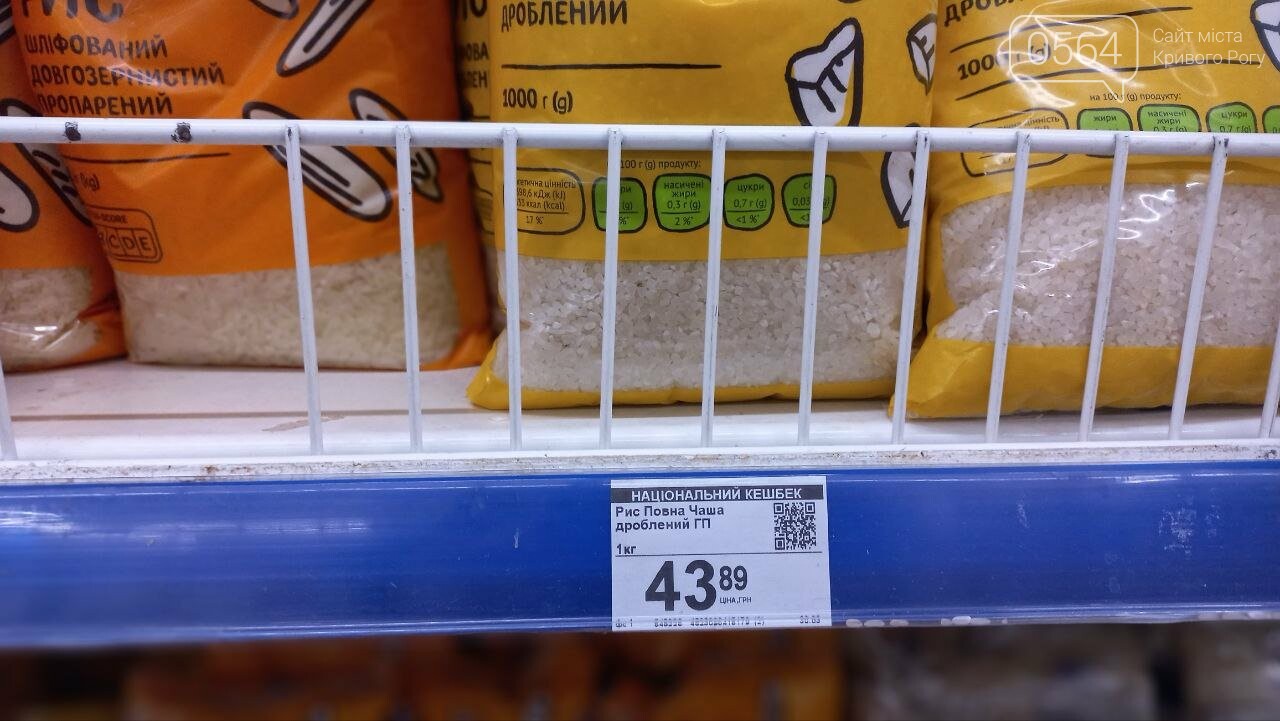 РИС
ШЛІФОВАНИЙ
ДОВГОЗЕРНИСТИЙ
ПРОПАРЕНИЙ
ДРОБЛЕНИЙ
1000 г (g)
100 г (g) продукту:
насичені
жири
0,3 г (g)
2 %
цукри
0,7 г (g)
<1 %
17 %
1000 г (g)
на 100 г (g) продукту:
жири
насичені
жири
0,3 г (g)
цукри
0,7 г (g)
0564
Сайт міста
Кривого Рогу
НАЦІОНАЛЬНИЙ КЕШБЕК
Рис Повна Чаша
дроблений ГП
1кг
43 89
ЦІНА,ГРН